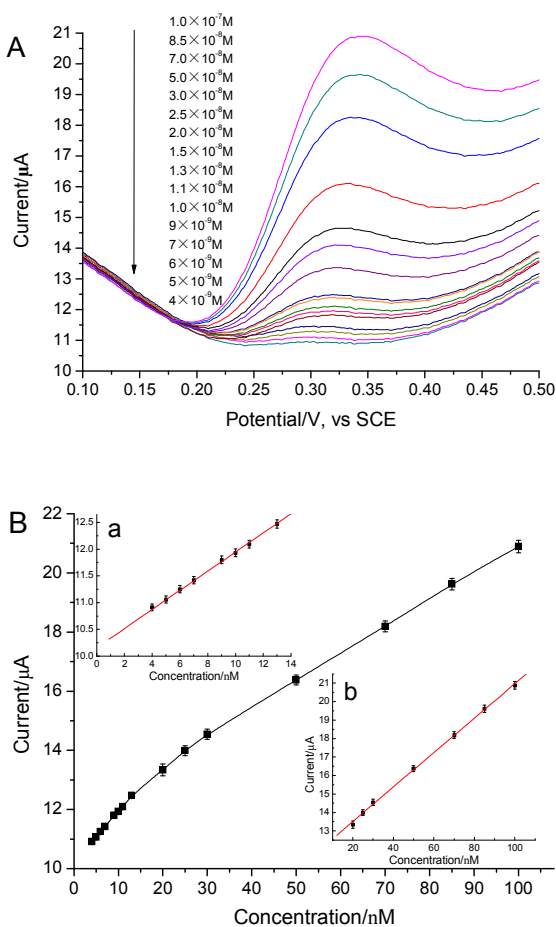 A
1.0×10⁻⁷M
8.5×10⁻⁸M
7.0×10⁻⁸M
5.0×10⁻⁸M
3.0×10⁻⁸M
2.5×10⁻⁸M
2.0×10⁻⁸M
1.5×10⁻⁸M
1.3×10⁻⁸M
1.1×10⁻⁸M
1.0×10⁻⁸M
9×10⁻⁹M
7×10⁻⁹M
6×10⁻⁹M
5×10⁻⁹M
4×10⁻⁹M
21
20
19
18
17
16
15
14
13
12
11
10
Current/µA
0.10 0.15 0.20 0.25 0.30 0.35 0.40 0.45 0.50
Potential/V, vs SCE
B
22
20
18
16
14
12
10
Current/µA
a
12.5
12.0
11.5
11.0
10.5
10.0
0 2 4 6 8 10 12 14
Concentration/nM
b
21
20
19
18
17
16
15
14
13
Current/µA
20 40 60 80 100
Concentration/nM
0 10 20 30 40 50 60 70 80 90 100
Concentration/nM